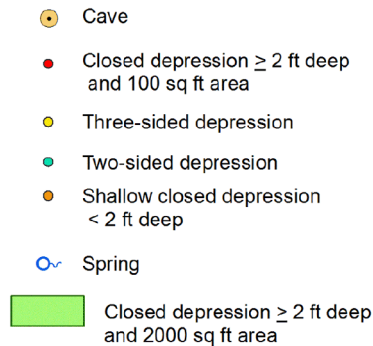 Cave
Closed depression ≥ 2 ft deep
and 100 sq ft area
Three-sided depression
Two-sided depression
Shallow closed depression
< 2 ft deep
Spring
Closed depression ≥ 2 ft deep
and 2000 sq ft area